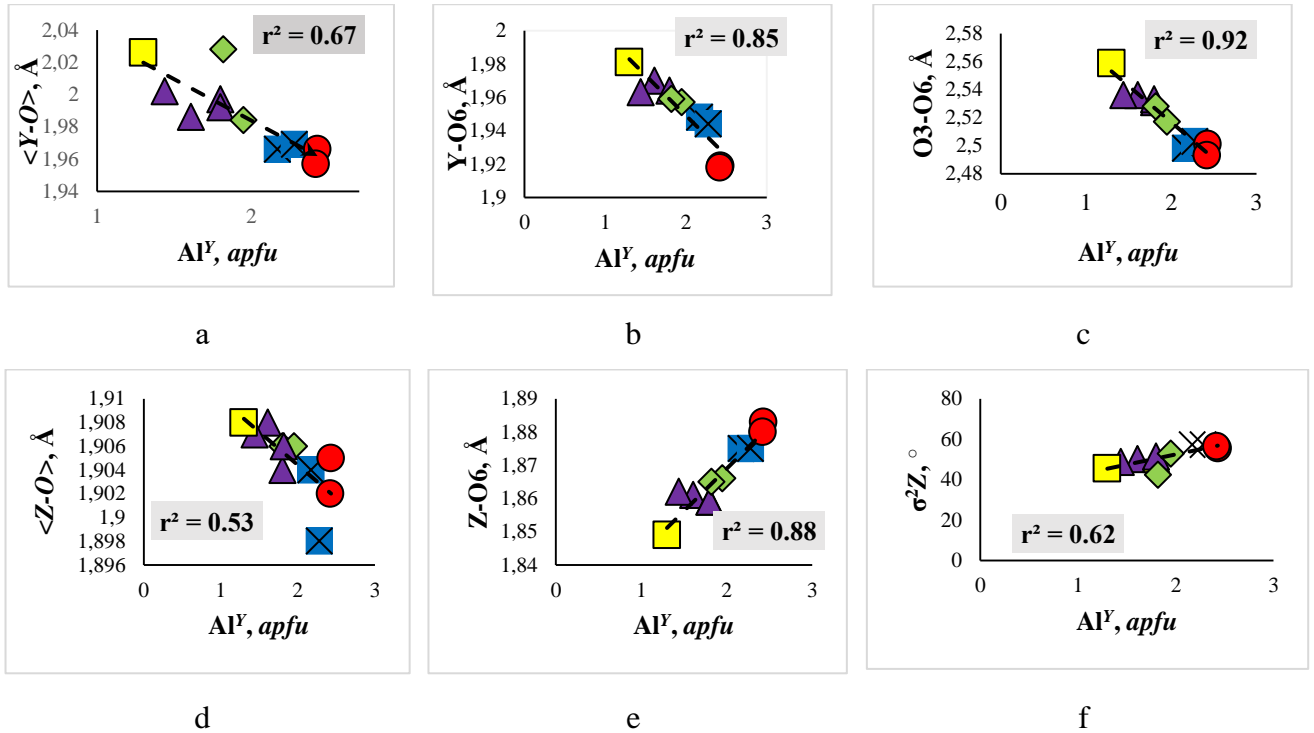 <Y-O>, Å
2,04
2,02
2
1,98
1,96
1,94
r² = 0.67
1
2
Al^Y, apfu
a
Y-O6, Å
2
1,98
1,96
1,94
1,92
1,9
r² = 0.85
0
1
2
3
Al^Y, apfu
b
O3-O6, Å
2,58
2,56
2,54
2,52
2,5
2,48
r² = 0.92
0
1
2
3
Al^Y, apfu
c
<Z-O>, Å
1,91
1,908
1,906
1,904
1,902
1,9
1,898
1,896
r² = 0.53
0
1
2
3
Al^Y, apfu
d
Z-O6, Å
1,89
1,88
1,87
1,86
1,85
1,84
r² = 0.88
0
1
2
3
Al^Y, apfu
e
σ²Z, °
80
60
40
20
0
r² = 0.62
0
1
2
3
Al^Y, apfu
f